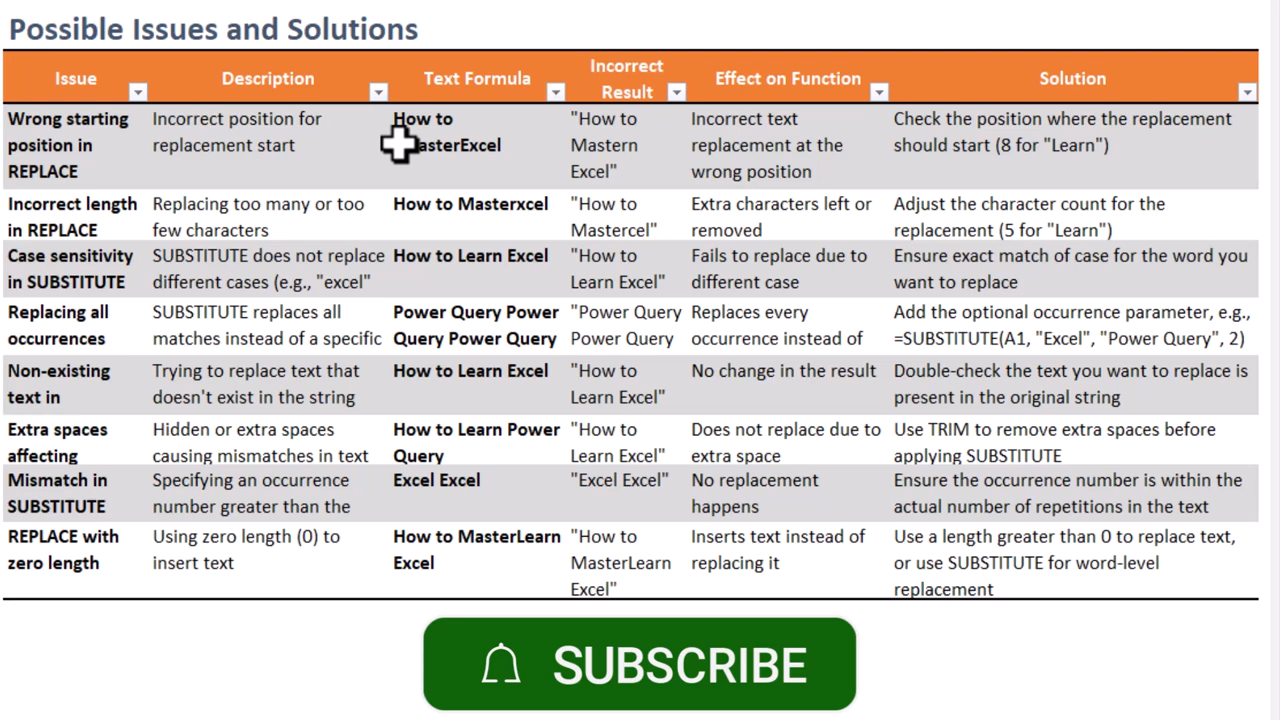 Possible Issues and Solutions
Issue
Description
Text Formula
Incorrect
Result
Effect on Function
Solution
Wrong starting
position in
REPLACE
Incorrect position for
replacement start
How to
asterExcel
"How to
Mastern
Excel"
Incorrect text
replacement at the
wrong position
Check the position where the replacement
should start (8 for "Learn")
Incorrect length
in REPLACE
Replacing too many or too
few characters
How to Masterxcel
"How to
Mastercel"
Extra characters left or
removed
Adjust the character count for the
replacement (5 for "Learn")
Case sensitivity
in SUBSTITUTE
SUBSTITUTE does not replace
different cases (e.g., "excel"
How to Learn Excel
"How to
Learn Excel"
Fails to replace due to
different case
Ensure exact match of case for the word you
want to replace
Replacing all
occurrences
SUBSTITUTE replaces all
matches instead of a specific
Power Query Power
Query Power Query
"Power Query
Power Query
Replaces every
occurrence instead of
Add the optional occurrence parameter, e.g.,
=SUBSTITUTE(A1, "Excel", "Power Query", 2)
Non-existing
text in
Trying to replace text that
doesn't exist in the string
How to Learn Excel
"How to
Learn Excel"
No change in the result
Double-check the text you want to replace is
present in the original string
Extra spaces
affecting
Hidden or extra spaces
causing mismatches in text
How to Learn Power
Query
"How to
Learn Excel"
Does not replace due to
extra space
Use TRIM to remove extra spaces before
applying SUBSTITUTE
Mismatch in
SUBSTITUTE
Specifying an occurrence
number greater than the
Excel Excel
"Excel Excel"
No replacement
happens
Ensure the occurrence number is within the
actual number of repetitions in the text
REPLACE with
zero length
Using zero length (0) to
insert text
How to MasterLearn
Excel
"How to
MasterLearn
Excel"
Inserts text instead of
replacing it
Use a length greater than 0 to replace text,
or use SUBSTITUTE for word-level
replacement
SUBSCRIBE